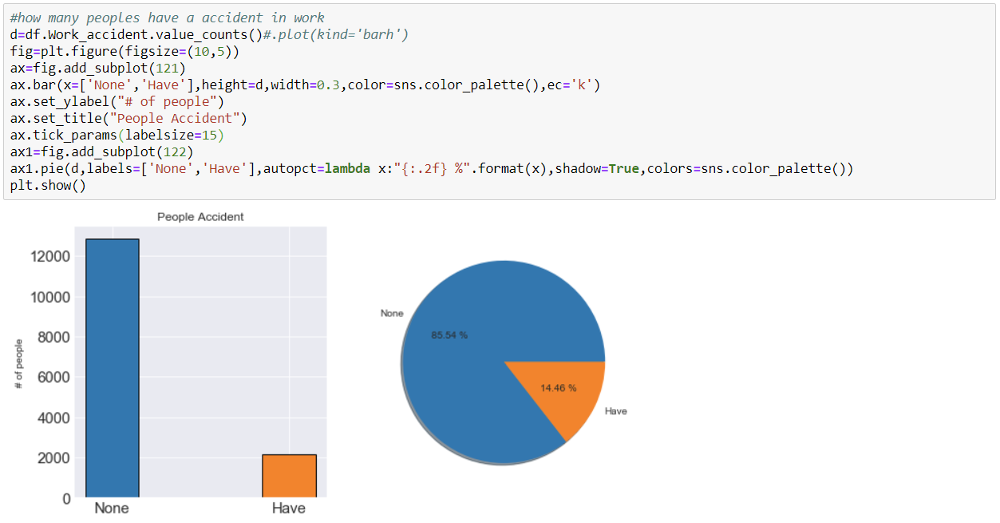 #how many peoples have a accident in work
d=df.Work_accident.value_counts()#.plot(kind='barh')
fig=plt.figure(figsize=(10,5))
ax=fig.add_subplot(121)
ax.bar(x=['None','Have'],height=d,width=0.3,color=sns.color_palette(),ec='k')
ax.set_ylabel("# of people")
ax.set_title("People Accident")
ax.tick_params(labelsize=15)
ax1=fig.add_subplot(122)
ax1.pie(d,labels=['None','Have'],autopct=lambda x:"{:.2f} %".format(x),shadow=True,colors=sns.color_palette())
plt.show()
People Accident
12000
10000
8000
6000
4000
2000
0
# of people
None
Have
None
85.54 %
14.46 %
Have